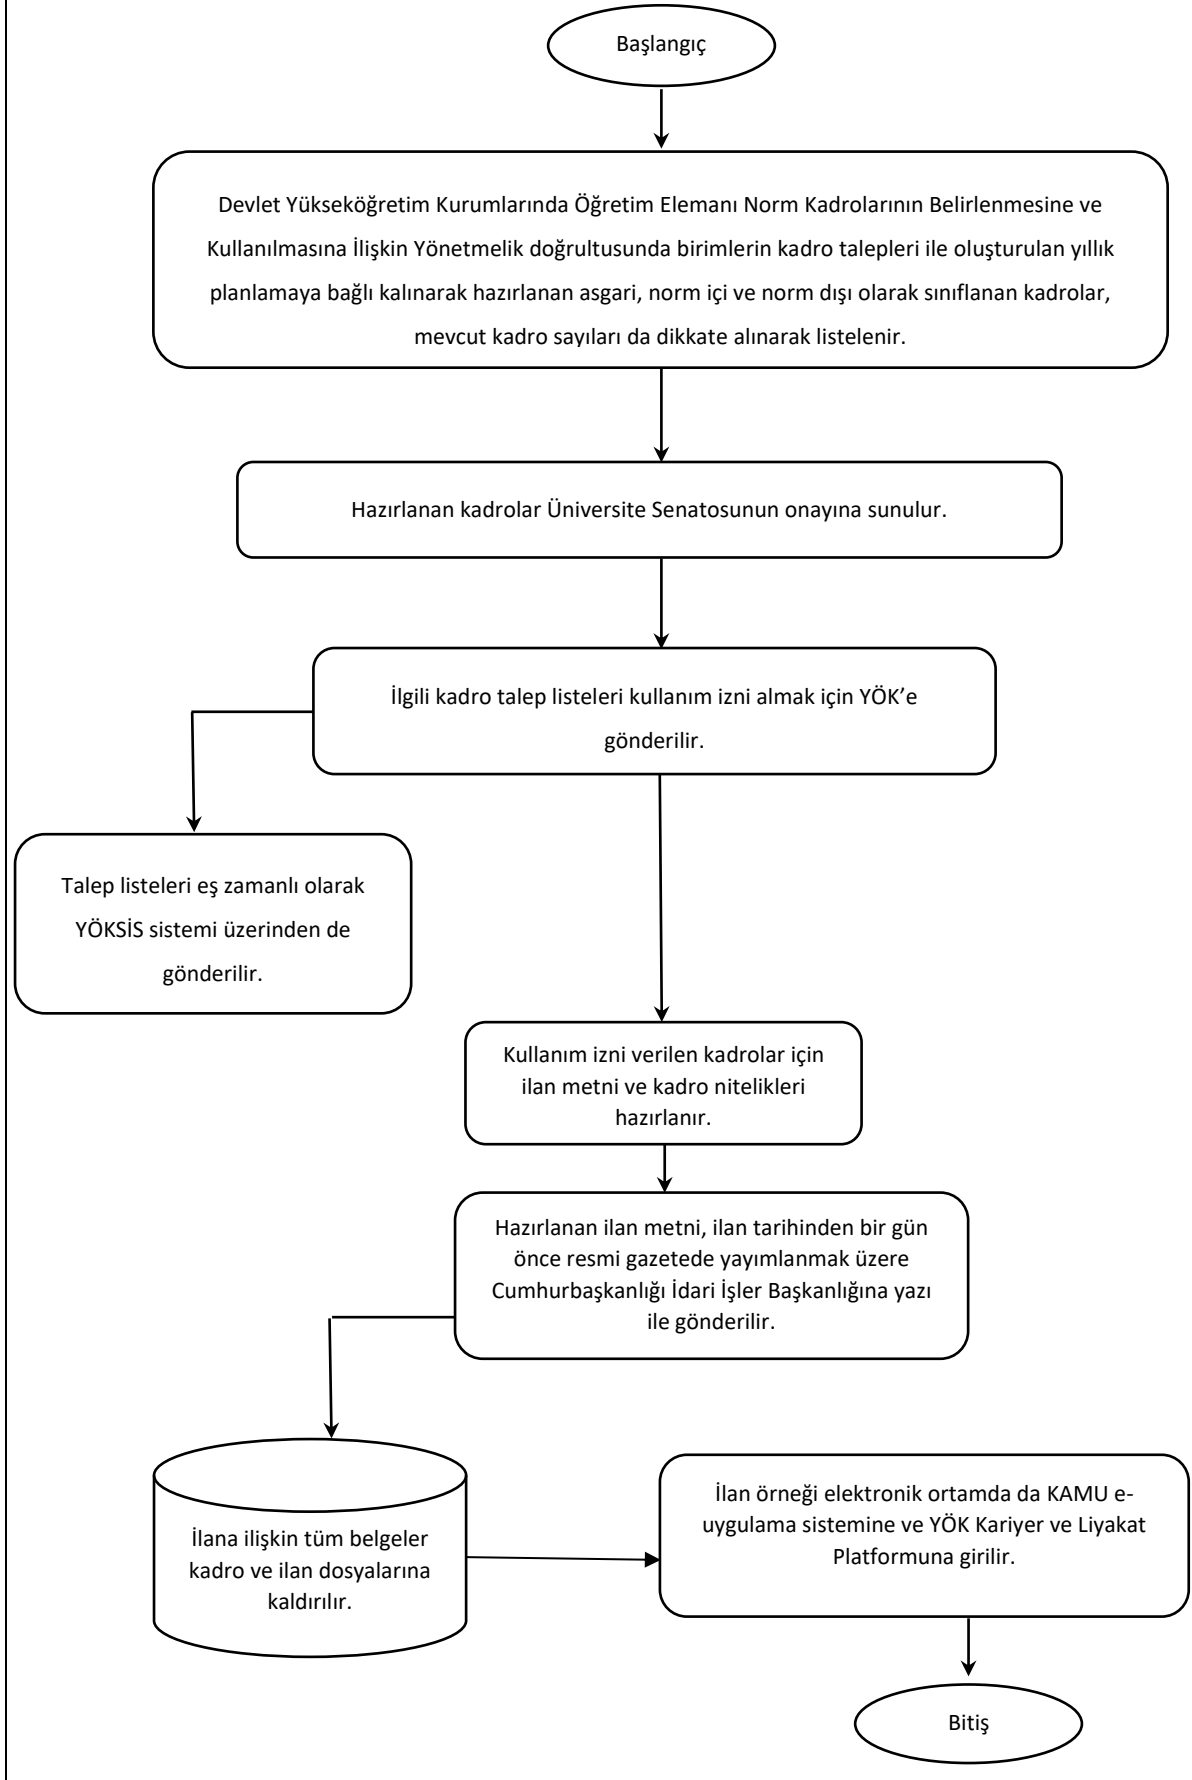 Başlangıç
Devlet Yükseköğretim Kurumlarında Öğretim Elemanı Norm Kadrolarının Belirlenmesine ve
Kullanılmasına İlişkin Yönetmelik doğrultusunda birimlerin kadro talepleri ile oluşturulan yıllık
planlamaya bağlı kalınarak hazırlanan asgari, norm içi ve norm dışı olarak sınıflanan kadrolar,
mevcut kadro sayıları da dikkate alınarak listelenir.
Hazırlanan kadrolar Üniversite Senatosunun onayına sunulur.
İlgili kadro talep listeleri kullanım izni almak için YÖK’e
gönderilir.
Talep listeleri eş zamanlı olarak
YÖKSİS sistemi üzerinden de
gönderilir.
Kullanım izni verilen kadrolar için
ilan metni ve kadro nitelikleri
hazırlanır.
Hazırlanan ilan metni, ilan tarihinden bir gün
önce resmi gazetede yayımlanmak üzere
Cumhurbaşkanlığı İdari İşler Başkanlığına yazı
ile gönderilir.
İlana ilişkin tüm belgeler
kadro ve ilan dosyalarına
kaldırılır.
İlan örneği elektronik ortamda da KAMU e-
uygulama sistemine ve YÖK Kariyer ve Liyakat
Platformuna girilir.
Bitiş